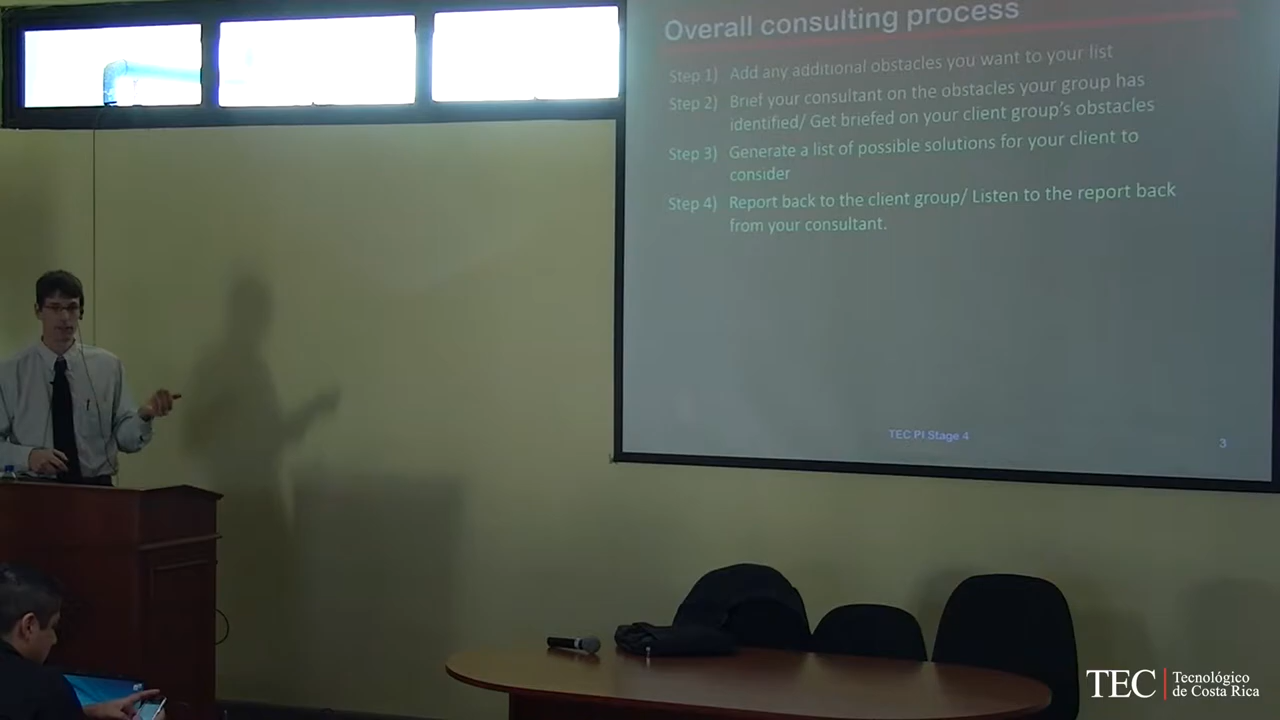 Overall consulting process
Step 1) Add any additional obstacles you want to your list
Step 2) Brief your consultant on the obstacles your group has
identified/ Get briefed on your client group's obstacles
Step 3) Generate a list of possible solutions for your client to
consider
Step 4) Report back to the client group/ Listen to the report back
from your consultant.
TEC PI Stage 4
3
TEC | Tecnológico
de Costa Rica